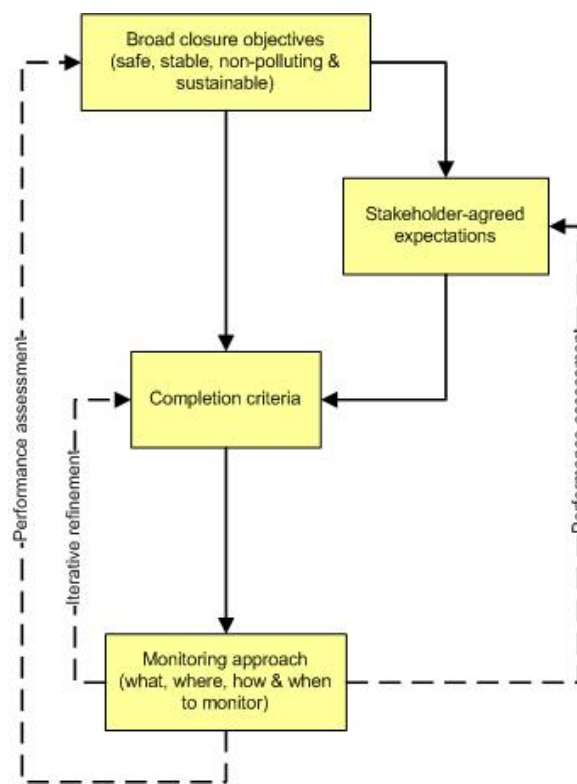 Broad closure objectives
(safe, stable, non-polluting &
sustainable)
Stakeholder-agreed
expectations
Completion criteria
Monitoring approach
(what, where, how & when
to monitor)
Performance assessment
Iterative refinement